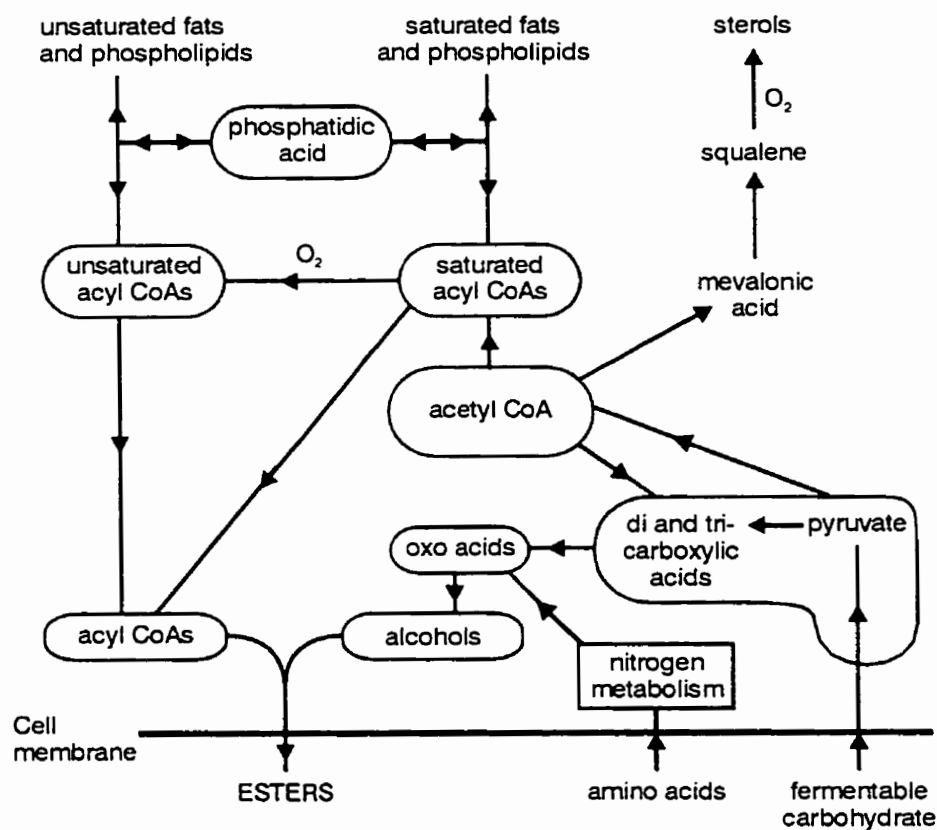 unsaturated fats
and phospholipids
saturated fats
and phospholipids
sterols
O₂
phosphatidic
acid
squalene
unsaturated
acyl CoAs
O₂
saturated
acyl CoAs
mevalonic
acid
acetyl CoA
oxo acids
di and tri-
carboxylic
acids
pyruvate
acyl CoAs
alcohols
nitrogen
metabolism
Cell
membrane
ESTERS
amino acids
fermentable
carbohydrate